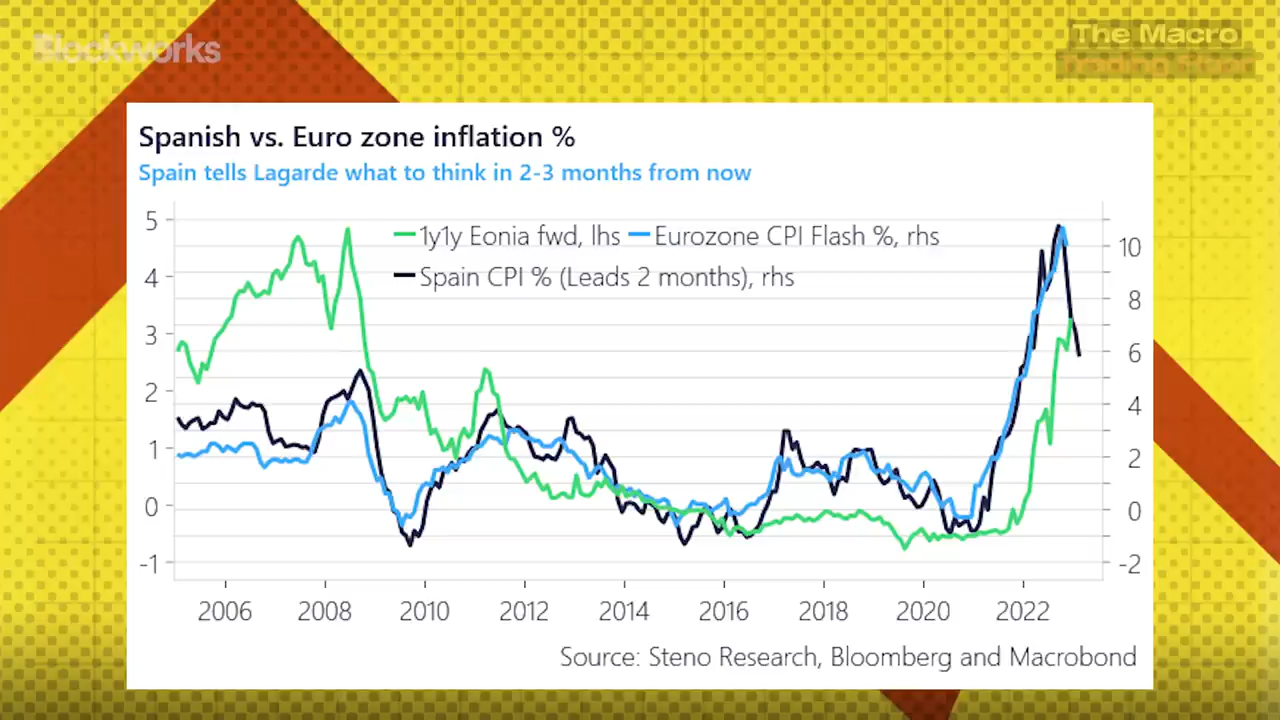 Blockworks
The Macro
Trading Floor
Spanish vs. Euro zone inflation %
Spain tells Lagarde what to think in 2-3 months from now
1y1y Eonia fwd, lhs Eurozone CPI Flash %, rhs
Spain CPI % (Leads 2 months), rhs
5
4
3
2
1
0
-1
10
8
6
4
2
0
-2
2006 2008 2010 2012 2014 2016 2018 2020 2022
Source: Steno Research, Bloomberg and Macrobond